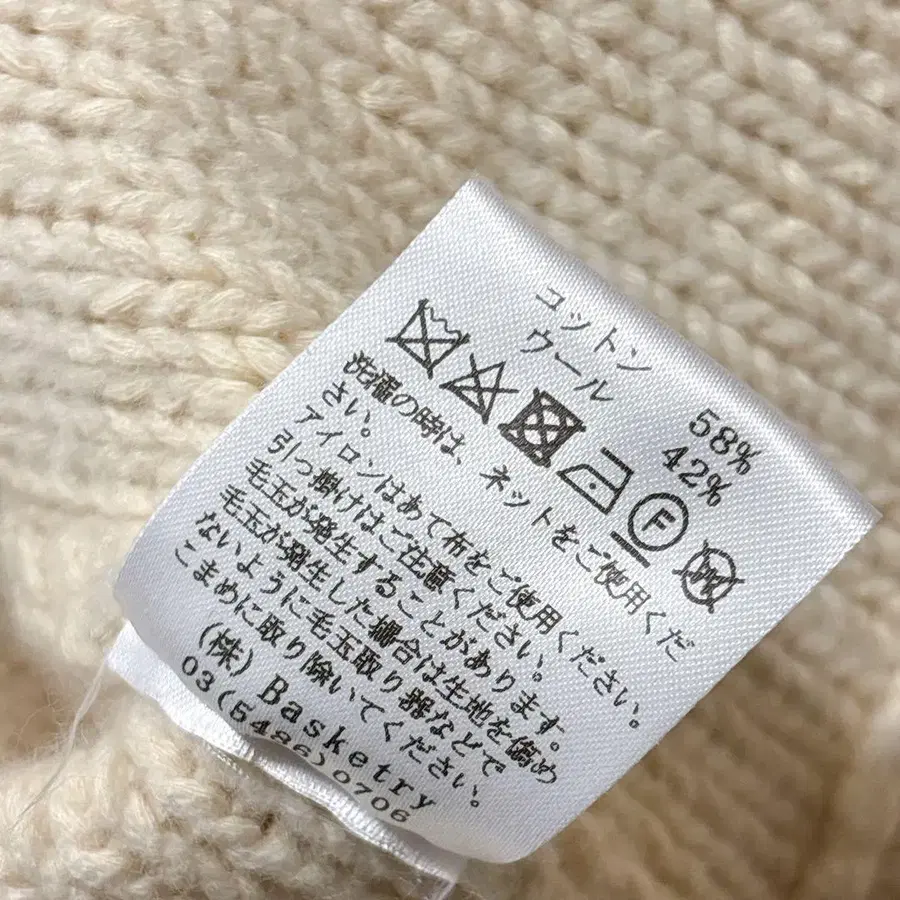 コットン 58%
ウール 42%
F W
洗濯の時は、ネットをご使用くだ
さい。
アイロンはあて布をご使用ください。
引っ掛けはご注意ください。
毛玉が発生することがあります。
毛玉が発生した場合は生地を傷め
ないように毛玉取り器などで
こまめに取り除いてください。
(株) Basketry
03(5486)0706